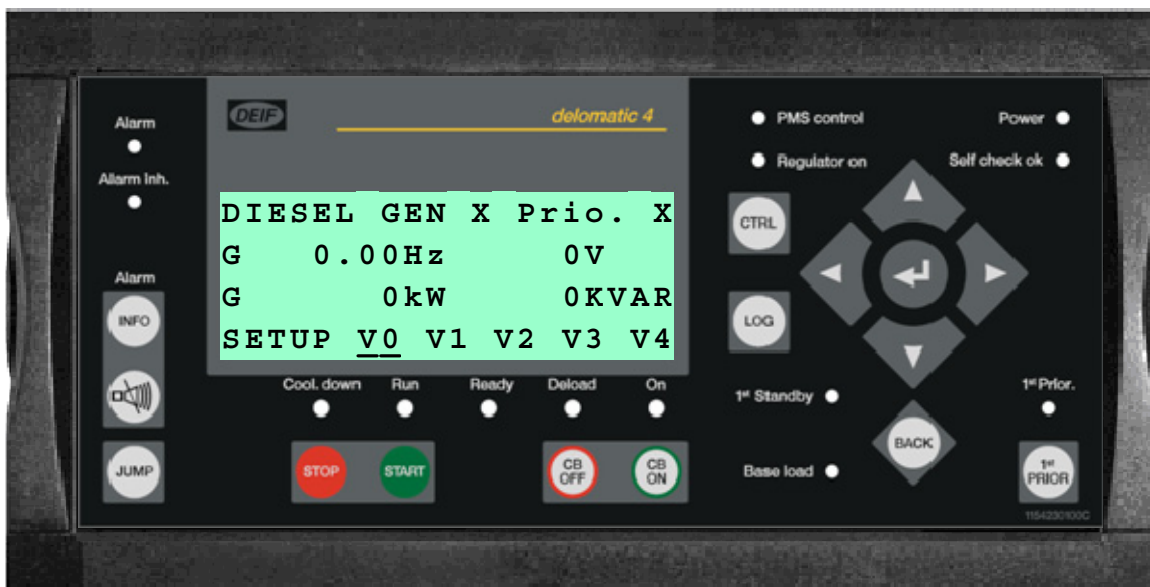 DEIF
delomatic 4
Alarm
Allarm Inh.
Alarm
INFO
JUMP
DIESEL GEN X Prio. X
G 0.00Hz 0V
G 0kW 0KVAR
SETUP V0 V1 V2 V3 V4
Cool. down Run Ready Deload On
STOP START CB OFF CB ON
PMS control Power
Regulator on Self check ok
CTRL
LOG
1st Standby 1st Prior.
BACK
Base load 1st PRIOR
1154230100C